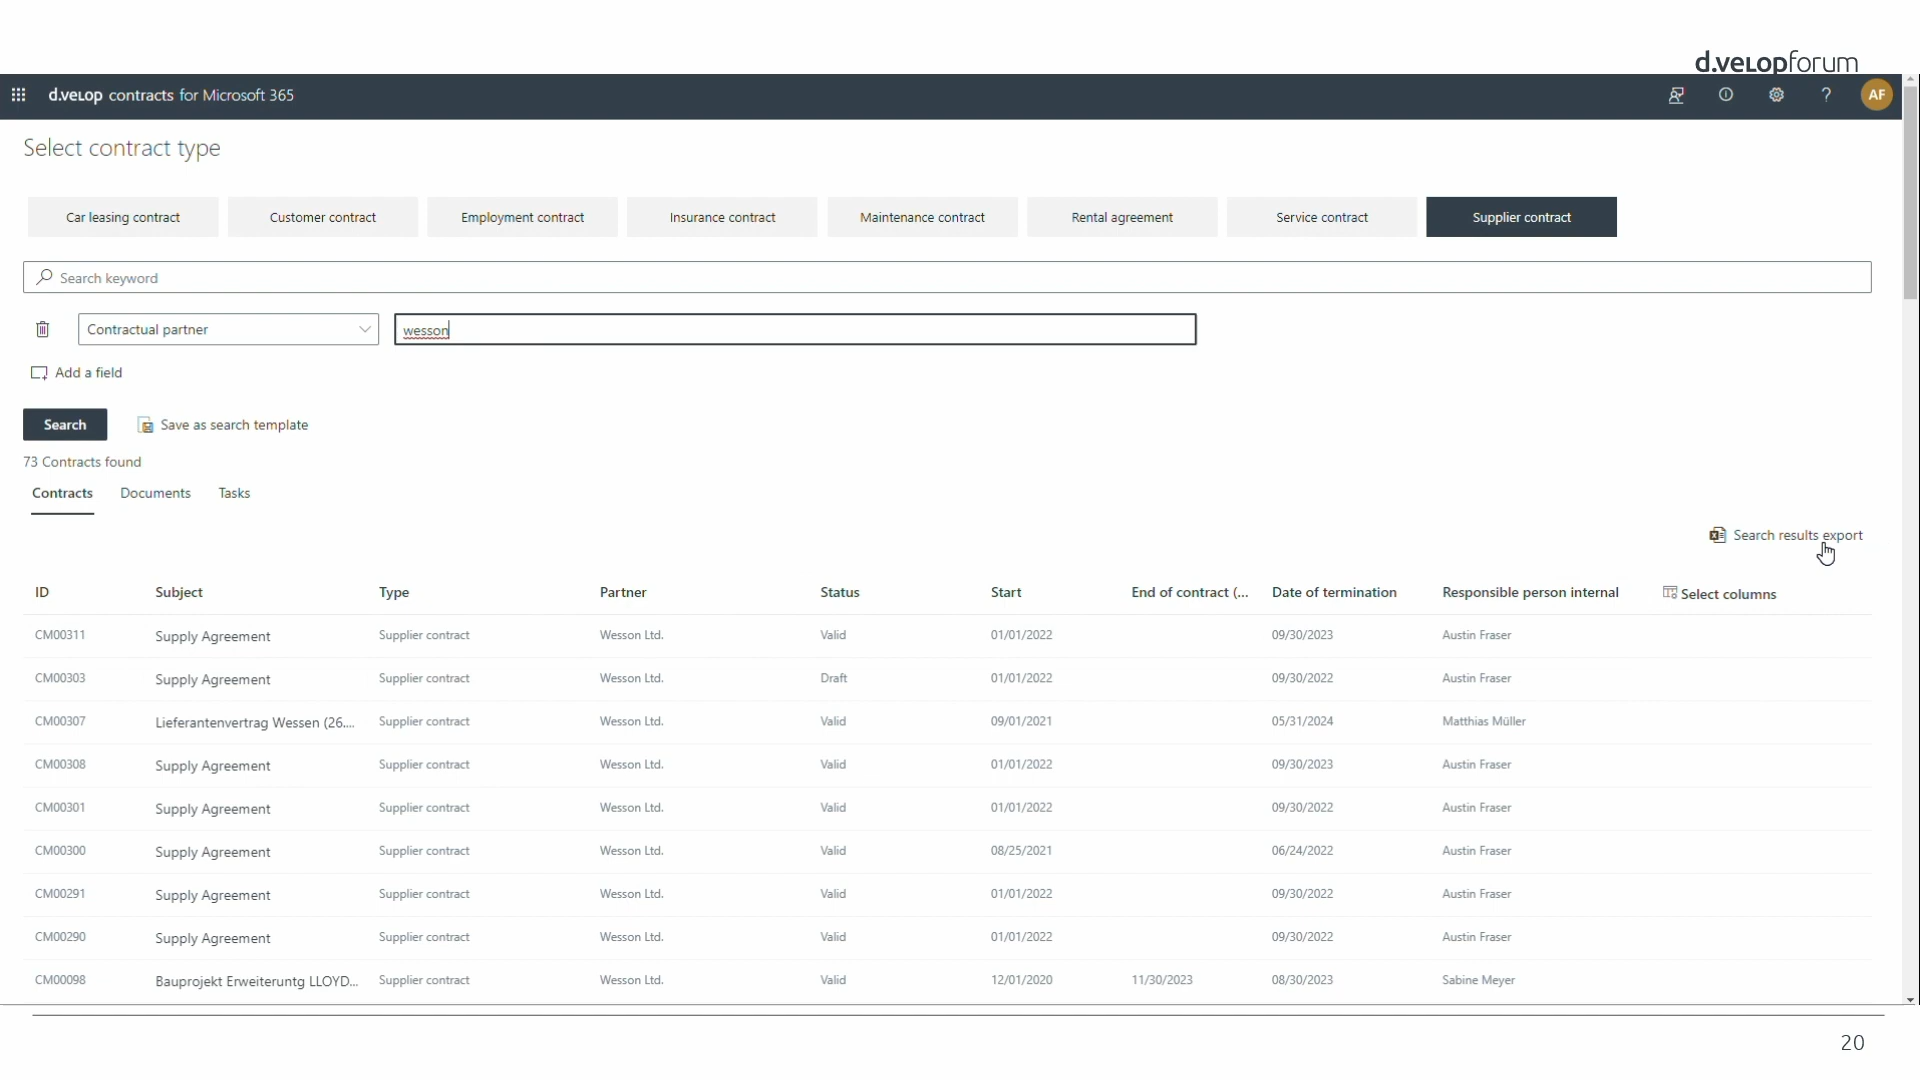 d.velop forum
d.velop contracts for Microsoft 365
AF
Select contract type
Car leasing contract Customer contract Employment contract Insurance contract Maintenance contract Rental agreement Service contract Supplier contract
Search keyword
Contractual partner wesson
Add a field
Search Save as search template
73 Contracts found
Contracts Documents Tasks
Search results export
ID Subject Type Partner Status Start End of contract (... Date of termination Responsible person internal Select columns
CM00311 Supply Agreement Supplier contract Wesson Ltd. Valid 01/01/2022 09/30/2023 Austin Fraser
CM00303 Supply Agreement Supplier contract Wesson Ltd. Draft 01/01/2022 09/30/2022 Austin Fraser
CM00307 Lieferantenvertrag Wessen (26.... Supplier contract Wesson Ltd. Valid 09/01/2021 05/31/2024 Matthias Müller
CM00308 Supply Agreement Supplier contract Wesson Ltd. Valid 01/01/2022 09/30/2023 Austin Fraser
CM00301 Supply Agreement Supplier contract Wesson Ltd. Valid 01/01/2022 09/30/2022 Austin Fraser
CM00300 Supply Agreement Supplier contract Wesson Ltd. Valid 08/25/2021 06/24/2022 Austin Fraser
CM00291 Supply Agreement Supplier contract Wesson Ltd. Valid 01/01/2022 09/30/2022 Austin Fraser
CM00290 Supply Agreement Supplier contract Wesson Ltd. Valid 01/01/2022 09/30/2022 Austin Fraser
CM00098 Bauprojekt Erweiteruntg LLOYD... Supplier contract Wesson Ltd. Valid 12/01/2020 11/30/2023 08/30/2023 Sabine Meyer
20